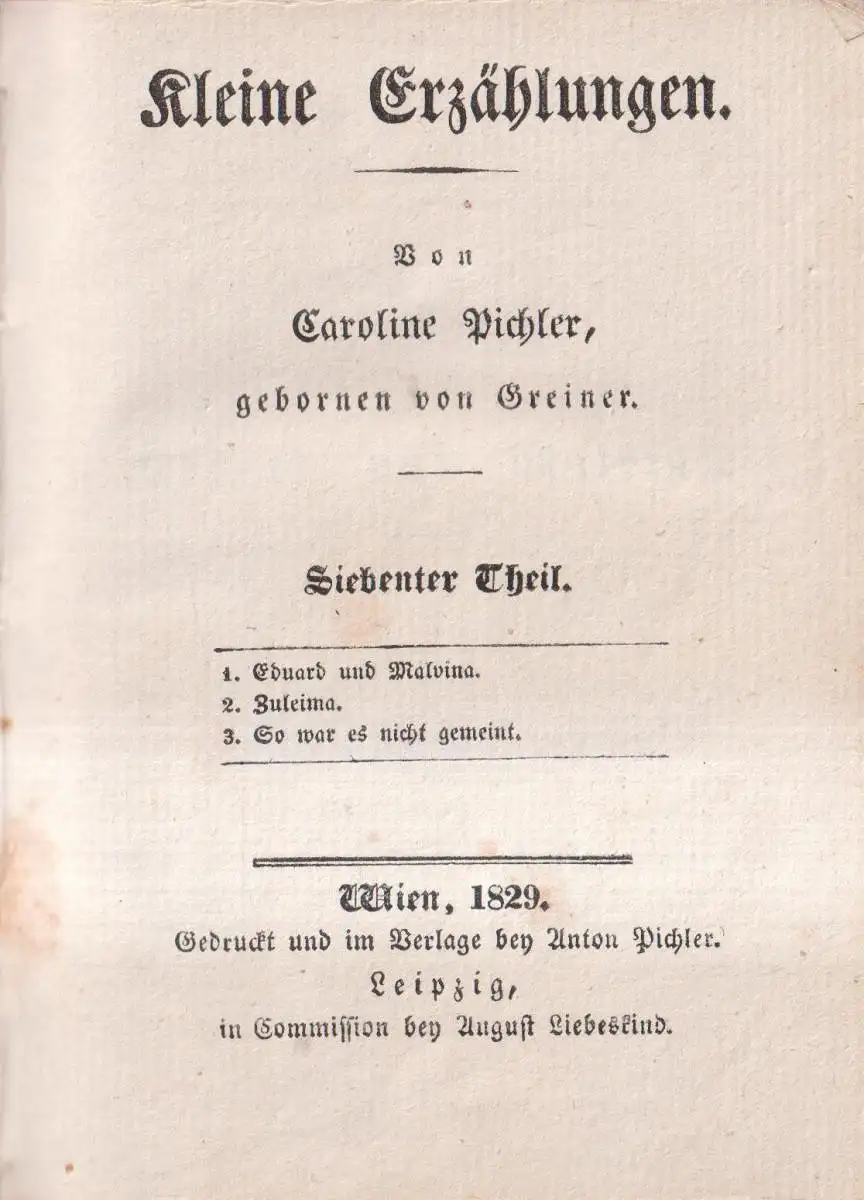 Kleine Erzählungen.
Von
Caroline Pichler,
gebornen von Greiner.
Siebenter Theil.
1. Eduard und Malvina.
2. Zuleima.
3. So war es nicht gemeint.
Wien, 1829.
Gedruckt und im Verlage bey Anton Pichler.
Leipzig,
in Commission bey August Liebeskind.